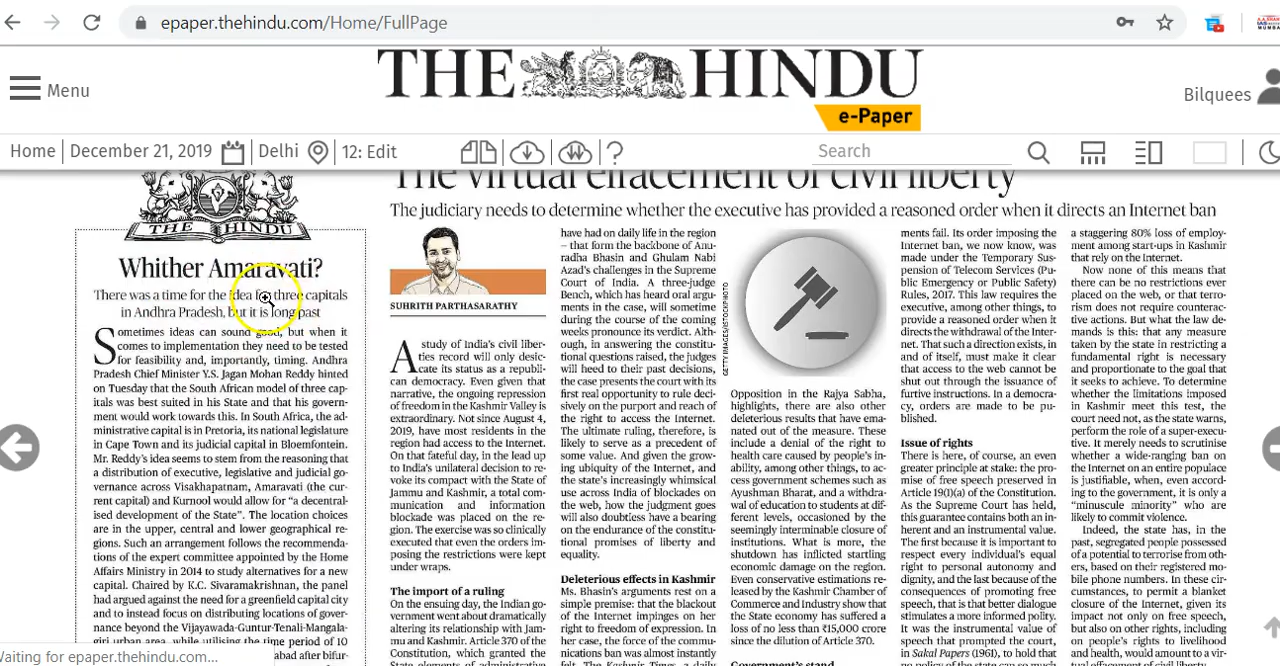 epaper.thehindu.com/Home/FullPage
Menu
THE HINDU
e-Paper
Bilquees
Home
December 21, 2019
Delhi
12: Edit
Search
THE HINDU
Whither Amaravati?
There was a time for the idea for three capitals
in Andhra Pradesh, but it is long past
Sometimes ideas can sound good, but when it
comes to implementation they need to be tested
for feasibility and, importantly, timing. Andhra
Pradesh Chief Minister Y.S. Jagan Mohan Reddy hinted
on Tuesday that the South African model of three cap-
itals was best suited in his State and that his govern-
ment would work towards this. In South Africa, the ad-
ministrative capital is in Pretoria, its national legislature
in Cape Town and its judicial capital in Bloemfontein.
Mr. Reddy's idea seems to stem from the reasoning that
a distribution of executive, legislative and judicial go-
vernance across Visakhapatnam, Amaravati (the cur-
rent capital) and Kurnool would allow for “a decentral-
ised development of the State”. The location choices
are in the upper, central and lower geographical re-
gions. Such an arrangement follows the recommenda-
tions of the expert committee appointed by the Home
Affairs Ministry in 2014 to study alternatives for a new
capital. Chaired by K.C. Sivaramakrishnan, the panel
had argued against the need for a greenfield capital city
and to instead focus on distributing locations of gover-
nance beyond the Vijayawada-Guntur-Tenali-Mangala-
giri urban area, while utilising the time period of 10
abad after bifur-
The virtual effacement of civil liberty
The judiciary needs to determine whether the executive has provided a reasoned order when it directs an Internet ban
SUHRITH PARTHASARATHY
A study of India's civil liber-
ties record will only desic-
cate its status as a republi-
can democracy. Even given that
narrative, the ongoing repression
of freedom in the Kashmir Valley is
extraordinary. Not since August 4,
2019, have most residents in the
region had access to the Internet.
On that fateful day, in the lead up
to India's unilateral decision to re-
voke its compact with the State of
Jammu and Kashmir, a total com-
munication and information
blockade was placed on the re-
gion. The exercise was so clinically
executed that even the orders im-
posing the restrictions were kept
under wraps.
The import of a ruling
On the ensuing day, the Indian go-
vernment went about dramatically
altering its relationship with Jam-
mu and Kashmir. Article 370 of the
Constitution, which granted the
State elements of administrative
have had on daily life in the region
– that form the backbone of Anu-
radha Bhasin and Ghulam Nabi
Azad's challenges in the Supreme
Court of India. A three-judge
Bench, which has heard oral argu-
ments in the case, will sometime
during the course of the coming
weeks pronounce its verdict. Alth-
ough, in answering the constitu-
tional questions raised, the judges
will heed to their past decisions,
the case presents the court with its
first real opportunity to rule deci-
sively on the purport and reach of
the right to access the Internet.
The ultimate ruling, therefore, is
likely to serve as a precedent of
some value. And given the grow-
ing ubiquity of the Internet, and
the state's increasingly whimsical
use across India of blockades on
the web, how the judgment goes
will also doubtless have a bearing
on the endurance of the constitu-
tional promises of liberty and
equality.
Deleterious effects in Kashmir
Ms. Bhasin's arguments rest on a
simple premise: that the blackout
of the Internet impinges on her
right to freedom of expression. In
her case, the force of the commu-
nications ban was almost instantly
felt. The Kashmir Times, a daily
GETTY IMAGES/ISTOCKPHOTO
Opposition in the Rajya Sabha,
highlights, there are also other
deleterious results that have ema-
nated out of the measure. These
include a denial of the right to
health care caused by people's in-
ability, among other things, to ac-
cess government schemes such as
Ayushman Bharat, and a withdra-
wal of education to students at dif-
ferent levels, occasioned by the
seemingly interminable closure of
institutions. What is more, the
shutdown has inflicted startling
economic damage on the region.
Even conservative estimations re-
leased by the Kashmir Chamber of
Commerce and Industry show that
the State economy has suffered a
loss of no less than ₹15,000 crore
since the dilution of Article 370.
Government's stand
ments fail. Its order imposing the
Internet ban, we now know, was
made under the Temporary Sus-
pension of Telecom Services (Pu-
blic Emergency or Public Safety)
Rules, 2017. This law requires the
executive, among other things, to
provide a reasoned order when it
directs the withdrawal of the Inter-
net. That such a direction exists, in
and of itself, must make it clear
that access to the web cannot be
shut out through the issuance of
furtive instructions. In a democra-
cy, orders are made to be pu-
blished.
Issue of rights
There is here, of course, an even
greater principle at stake: the pro-
mise of free speech preserved in
Article 19(1)(a) of the Constitution.
As the Supreme Court has held,
this guarantee contains both an in-
herent and an instrumental value.
The first because it is important to
respect every individual's equal
right to personal autonomy and
dignity, and the last because of the
consequences of promoting free
speech, that is that better dialogue
stimulates a more informed polity.
It was the instrumental value of
speech that prompted the court,
in Sakal Papers (1961), to hold that
no policy of the state can so much
a staggering 80% loss of employ-
ment among start-ups in Kashmir
that rely on the Internet.
Now none of this means that
there can be no restrictions ever
placed on the web, or that terro-
rism does not require counterac-
tive actions. But what the law de-
mands is this: that any measure
taken by the state in restricting a
fundamental right is necessary
and proportionate to the goal that
it seeks to achieve. To determine
whether the limitations imposed
in Kashmir meet this test, the
court need not, as the state warns,
perform the role of a super-exec-
utive. It merely needs to scrutinise
whether a wide-ranging ban on
the Internet on an entire populace
is justifiable, when, even accord-
ing to the government, it is only a
“minuscule minority” who are
likely to commit violence.
Indeed, the state has, in the
past, segregated people possessed
of a potential to terrorise from oth-
ers, based on their registered mo-
bile phone numbers. In these cir-
cumstances, to permit a blanket
closure of the Internet, given its
impact not only on free speech,
but also on other rights, including
on people's rights to livelihood
and health, would amount to a vir-
tual effacement of civil liberty.
Waiting for epaper.thehindu.com...